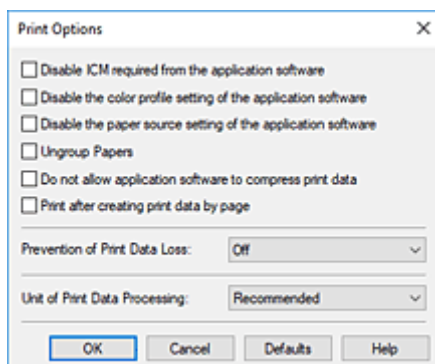 Print Options
Disable ICM required from the application software
Disable the color profile setting of the application software
Disable the paper source setting of the application software
Ungroup Papers
Do not allow application software to compress print data
Print after creating print data by page
Prevention of Print Data Loss: Off
Unit of Print Data Processing: Recommended
OK Cancel Defaults Help